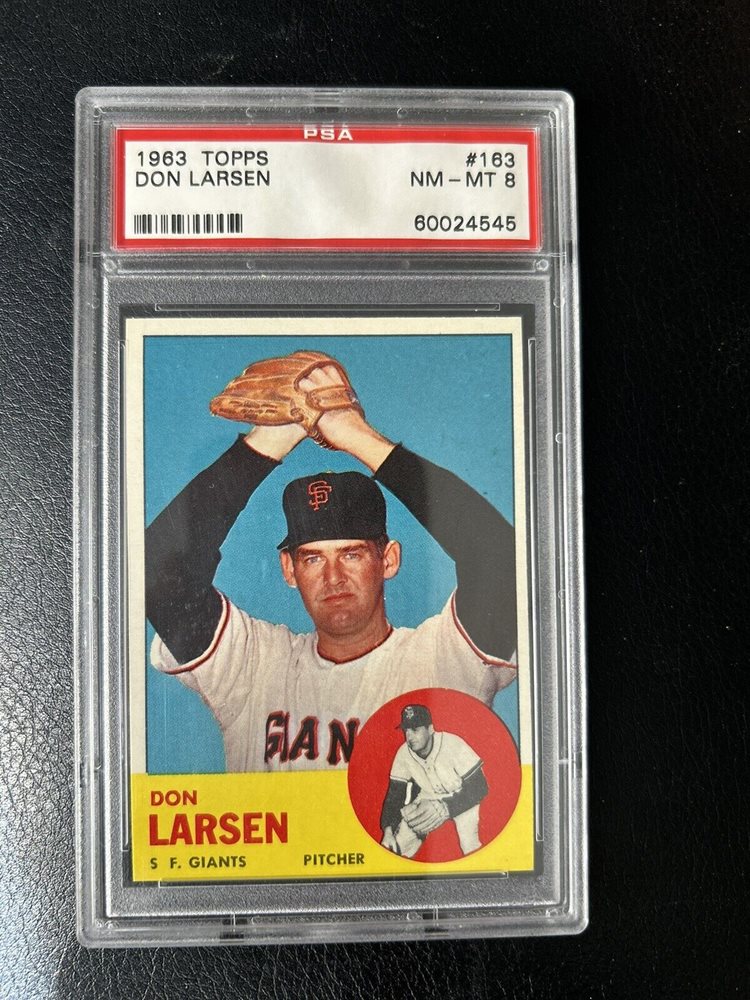 PSA
1963 TOPPS #163
DON LARSEN NM-MT 8
60024545
SF
GIAN
DON
LARSEN
S F. GIANTS PITCHER